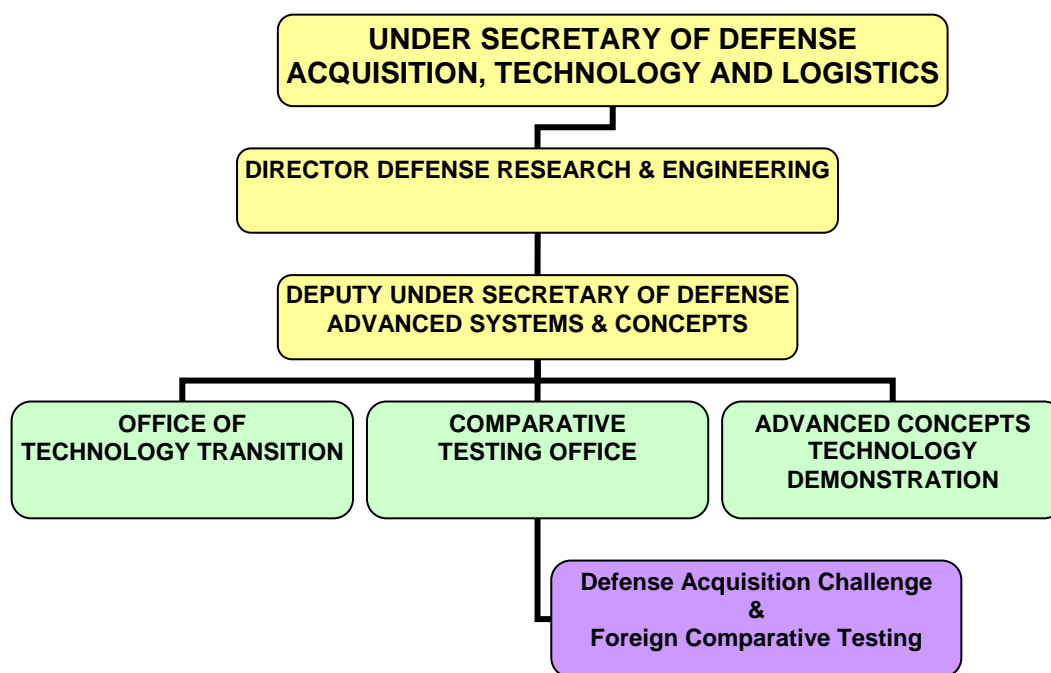 UNDER SECRETARY OF DEFENSE
ACQUISITION, TECHNOLOGY AND LOGISTICS
DIRECTOR DEFENSE RESEARCH & ENGINEERING
DEPUTY UNDER SECRETARY OF DEFENSE
ADVANCED SYSTEMS & CONCEPTS
OFFICE OF
TECHNOLOGY TRANSITION
COMPARATIVE
TESTING OFFICE
ADVANCED CONCEPTS
TECHNOLOGY
DEMONSTRATION
Defense Acquisition Challenge
&
Foreign Comparative Testing